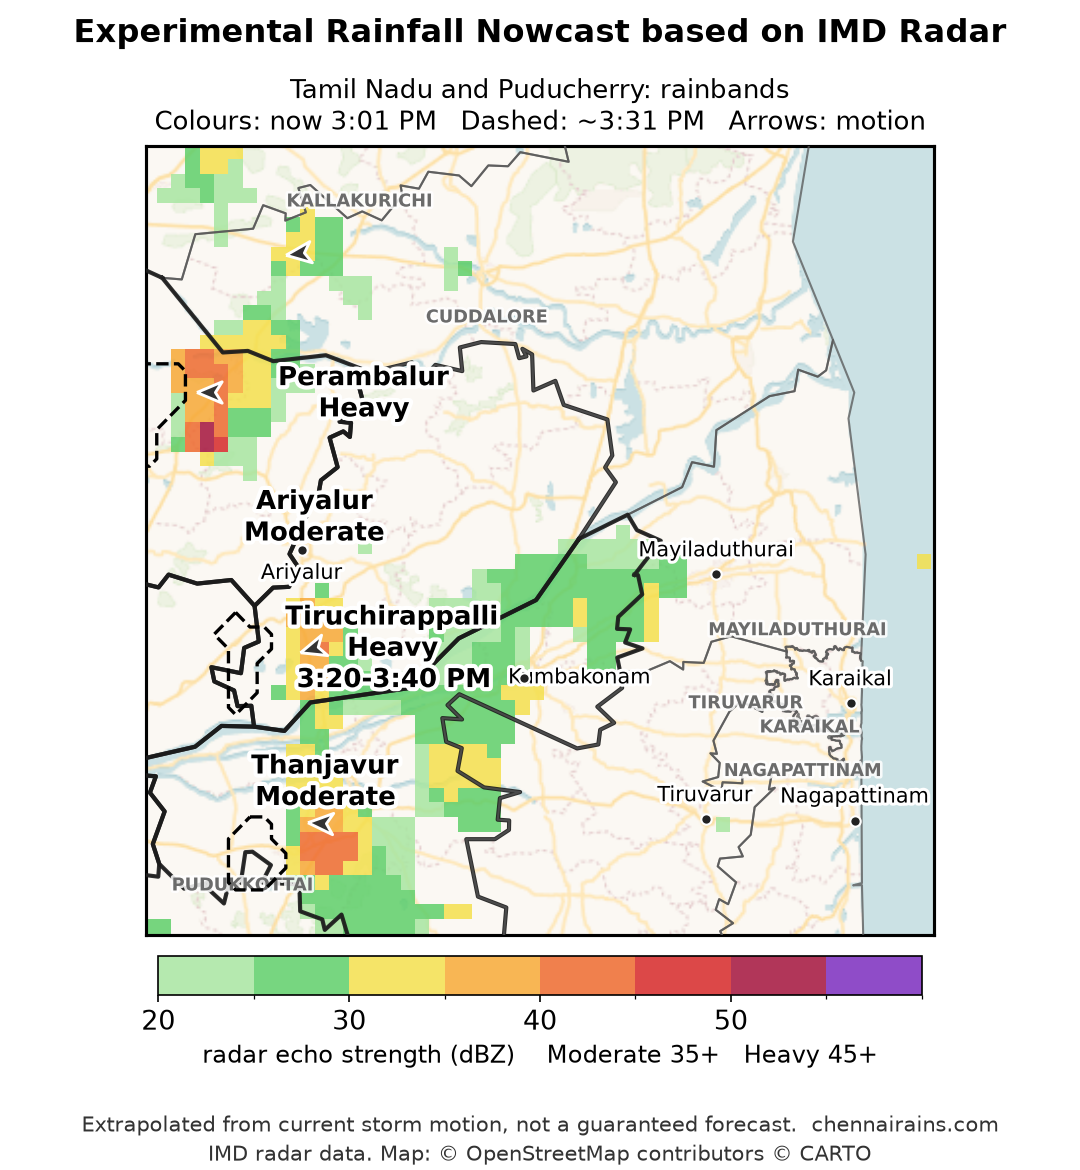 Experimental Rainfall Nowcast based on IMD Radar
Tamil Nadu and Puducherry: rainbands
Colours: now 3:01 PM   Dashed: ~3:31 PM   Arrows: motion
KALLAKURICHI
CUDDALORE
Perambalur
Heavy
Ariyalur
Moderate
Ariyalur
Mayiladuthurai
Tiruchirappalli
Heavy
3:20-3:40 PM
MAYILADUTHURAI
Kumbakonam
Karaikal
TIRUVARUR
KARAIKAL
Thanjavur
Moderate
NAGAPATTINAM
Tiruvarur
Nagapattinam
PUDUKKOTTAI
20 30 40 50
radar echo strength (dBZ)   Moderate 35+   Heavy 45+
Extrapolated from current storm motion, not a guaranteed forecast.  chennairains.com
IMD radar data. Map: © OpenStreetMap contributors © CARTO